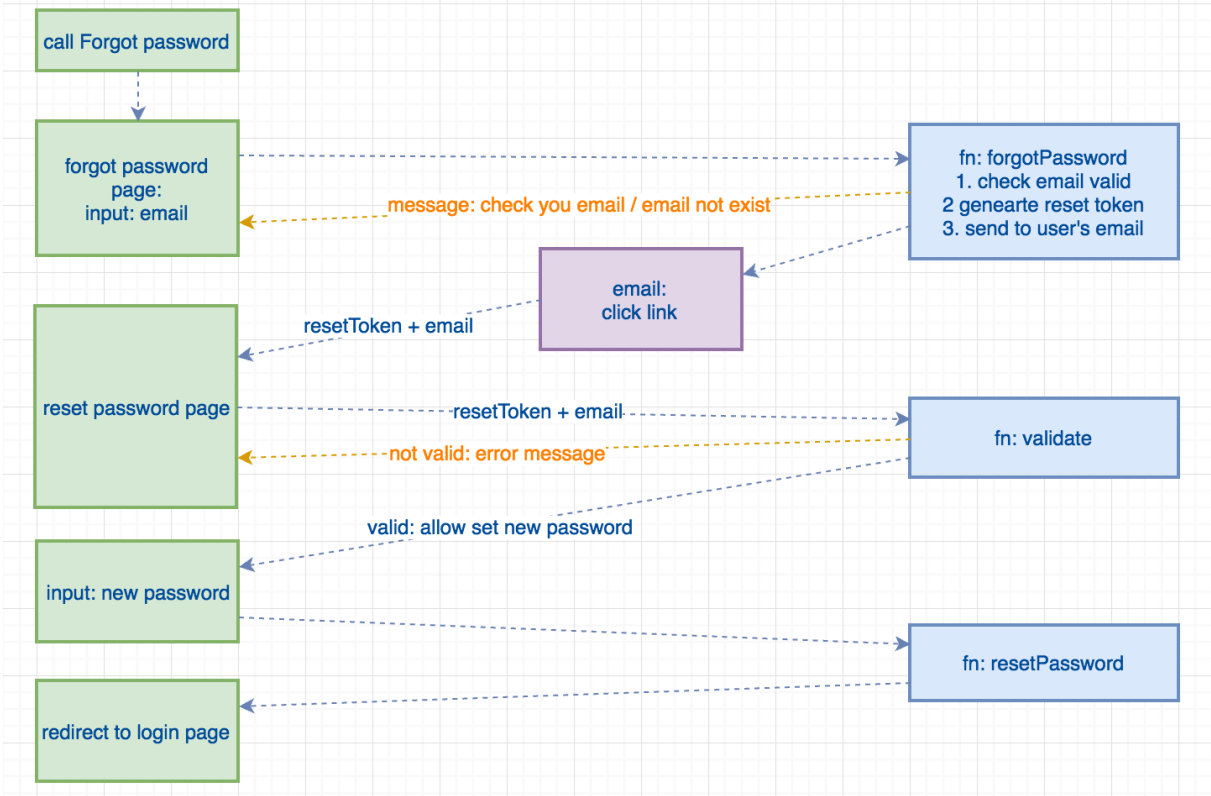 call Forgot password
forgot password
page:
input: email
fn: forgotPassword
1. check email valid
2 genearte reset token
3. send to user's email
message: check you email / email not exist
email:
click link
resetToken + email
reset password page
resetToken + email
fn: validate
not valid: error message
valid: allow set new password
input: new password
fn: resetPassword
redirect to login page